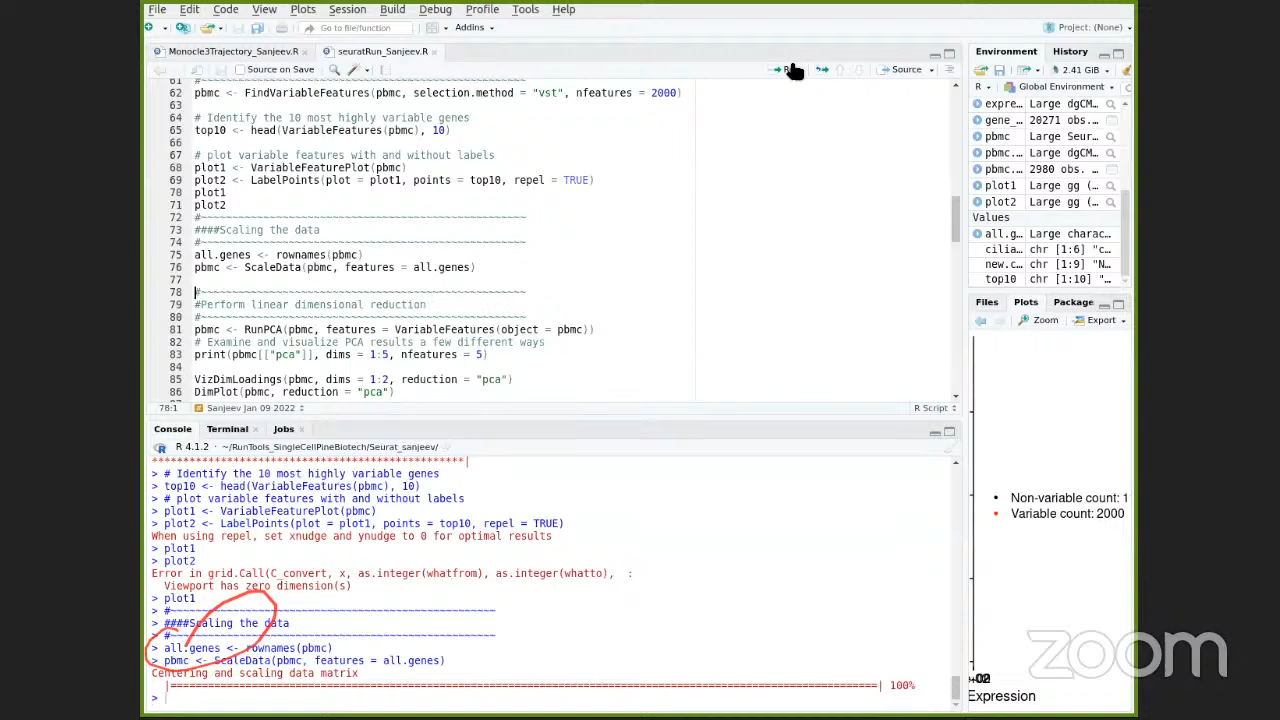 File Edit Code View Plots Session Build Debug Profile Tools Help
Go to file/function Addins Project: (None)
Monocle3Trajectory_Sanjeev.R seuratRun_Sanjeev.R
Source on Save Source
61 #~~~~~~~~~~~~~~~~~~~~~~~~~~~~~~~~~~~~~~~~~~~~~~~~~~~~
62 pbmc <- FindVariableFeatures(pbmc, selection.method = "vst", nfeatures = 2000)
63
64 # Identify the 10 most highly variable genes
65 top10 <- head(VariableFeatures(pbmc), 10)
66
67 # plot variable features with and without labels
68 plot1 <- VariableFeaturePlot(pbmc)
69 plot2 <- LabelPoints(plot = plot1, points = top10, repel = TRUE)
70 plot1
71 plot2
72 #~~~~~~~~~~~~~~~~~~~~~~~~~~~~~~~~~~~~~~~~~~~~~~~~~~~~
73 ####Scaling the data
74 #~~~~~~~~~~~~~~~~~~~~~~~~~~~~~~~~~~~~~~~~~~~~~~~~~~~~
75 all.genes <- rownames(pbmc)
76 pbmc <- ScaleData(pbmc, features = all.genes)
77
78 #~~~~~~~~~~~~~~~~~~~~~~~~~~~~~~~~~~~~~~~~~~~~~~~~~~~~
79 #Perform linear dimensional reduction
80 #~~~~~~~~~~~~~~~~~~~~~~~~~~~~~~~~~~~~~~~~~~~~~~~~~~~~
81 pbmc <- RunPCA(pbmc, features = VariableFeatures(object = pbmc))
82 # Examine and visualize PCA results a few different ways
83 print(pbmc[["pca"]], dims = 1:5, nfeatures = 5)
84
85 VizDimLoadings(pbmc, dims = 1:2, reduction = "pca")
86 DimPlot(pbmc, reduction = "pca")
78:1 Sanjeev Jan 09 2022 R Script
Console Terminal Jobs
R 4.1.2 · ~/RunTools_SingleCellPineBiotech/Seurat_sanjeev/
**************************************************|
> # Identify the 10 most highly variable genes
> top10 <- head(VariableFeatures(pbmc), 10)
> # plot variable features with and without labels
> plot1 <- VariableFeaturePlot(pbmc)
> plot2 <- LabelPoints(plot = plot1, points = top10, repel = TRUE)
When using repel, set xnudge and ynudge to 0 for optimal results
> plot1
> plot2
Error in grid.Call(C_convert, x, as.integer(whatfrom), as.integer(whatto), :
Viewport has zero dimension(s)
> plot1
> #~~~~~~~~~~~~~~~~~~~~~~~~~~~~~~~~~~~~~~~~~~~~~~~~~~~~
> ####Scaling the data
> #~~~~~~~~~~~~~~~~~~~~~~~~~~~~~~~~~~~~~~~~~~~~~~~~~~~~
> all.genes <- rownames(pbmc)
> pbmc <- ScaleData(pbmc, features = all.genes)
Centering and scaling data matrix
|==================================================================| 100%
>
Environment History
2.41 GiB
R Global Environment
expre... Large dgCM...
gene_ 20271 obs...
pbmc Large Seur...
pbmc... Large dgCM...
pbmc... 2980 obs. ...
plot1 Large gg (...
plot2 Large gg (...
Values
all.g... Large charac...
cilia... chr [1:6] "c...
new.c... chr [1:9] "N...
top10 chr [1:10] "...
Files Plots Package
Zoom Export
Non-variable count: 1
Variable count: 2000
Expression
zoom